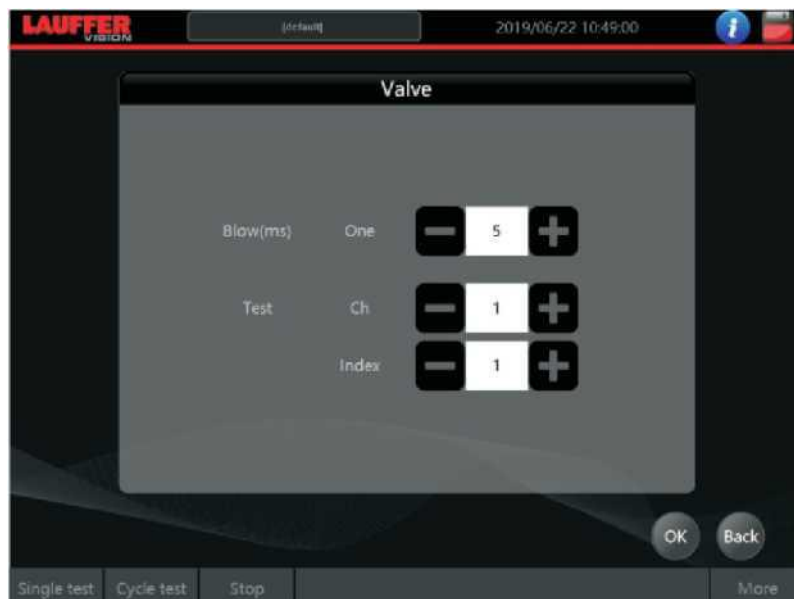 LAUFFER
VISION
[default]
2019/06/22 10:49:00
i
Valve
Blow(ms) One 5
Test Ch 1
Index 1
OK Back
Single test Cycle test Stop More